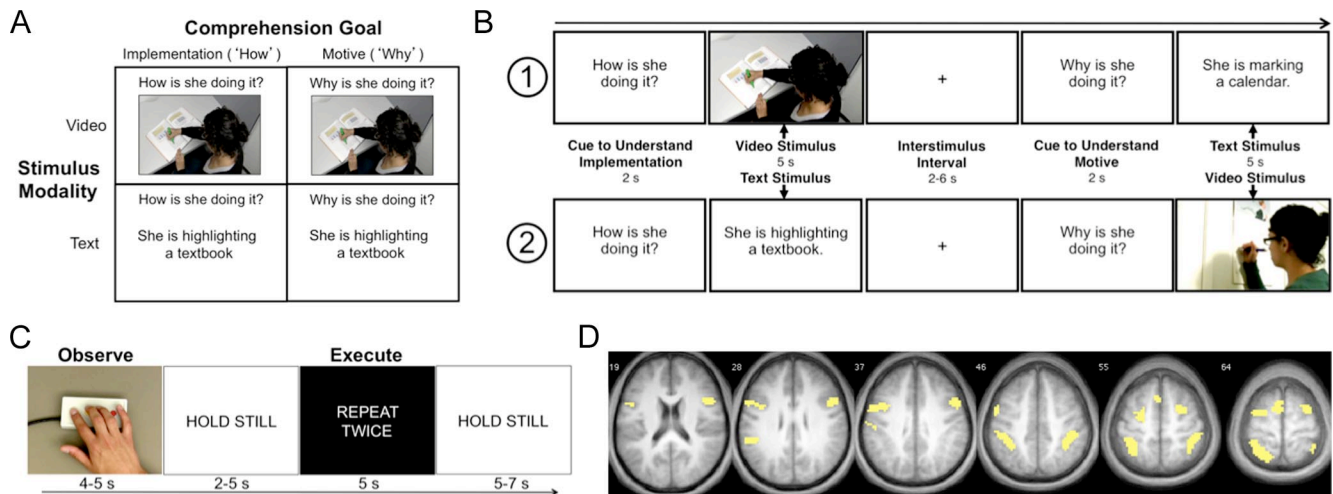 A
Comprehension Goal
Implementation ('How')
Motive ('Why')
How is she doing it?
Why is she doing it?
Video
Stimulus
Modality
How is she doing it?
Why is she doing it?
Text
She is highlighting
a textbook
She is highlighting
a textbook
B
1
How is she
doing it?
+
Why is she
doing it?
She is marking
a calendar.
Cue to Understand
Implementation
2 s
Video Stimulus
5 s
Text Stimulus
Interstimulus
Interval
2-6 s
Cue to Understand
Motive
2 s
Text Stimulus
5 s
Video Stimulus
2
How is she
doing it?
She is highlighting
a textbook.
+
Why is she
doing it?
C
Observe
Execute
HOLD STILL
REPEAT
TWICE
HOLD STILL
4-5 s
2-5 s
5 s
5-7 s
D
19
28
37
46
55
64